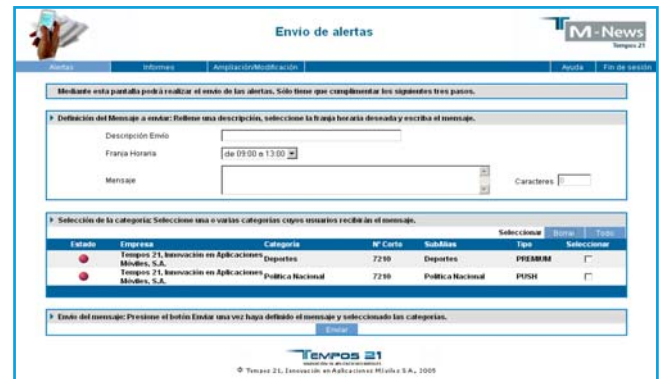 Envío de alertas
TF M-News
Tempos 21
Alertas Informes Ampliación/Modificación Ayuda Fin de sesión
Mediante esta pantalla podrá realizar el envío de las alertas. Sólo tiene que cumplimentar los siguientes tres pasos.
Definición del Mensaje a enviar: Rellene una descripción, seleccione la franja horaria deseada y escriba el mensaje.
Descripción Envío
Franja Horaria de 09:00 a 13:00
Mensaje Caracteres 0
Selección de la categoría: Seleccione una o varias categorías cuyos usuarios recibirán el mensaje.
Seleccionar Borrar Todo
Estado Empresa Categoría Nº Corto SubAlias Tipo Seleccionar
Tempos 21, Innovación en Aplicaciones Móviles, S.A. Deportes 7210 Deportes PREMIUM
Tempos 21, Innovación en Aplicaciones Móviles, S.A. Política Nacional 7210 Política Nacional PUSH
Envío del mensaje: Presione el botón Enviar una vez haya definido el mensaje y seleccionado las categorías.
Enviar
TEMPOS 21
© Tempos 21, Innovación en Aplicaciones Móviles S.A., 2005